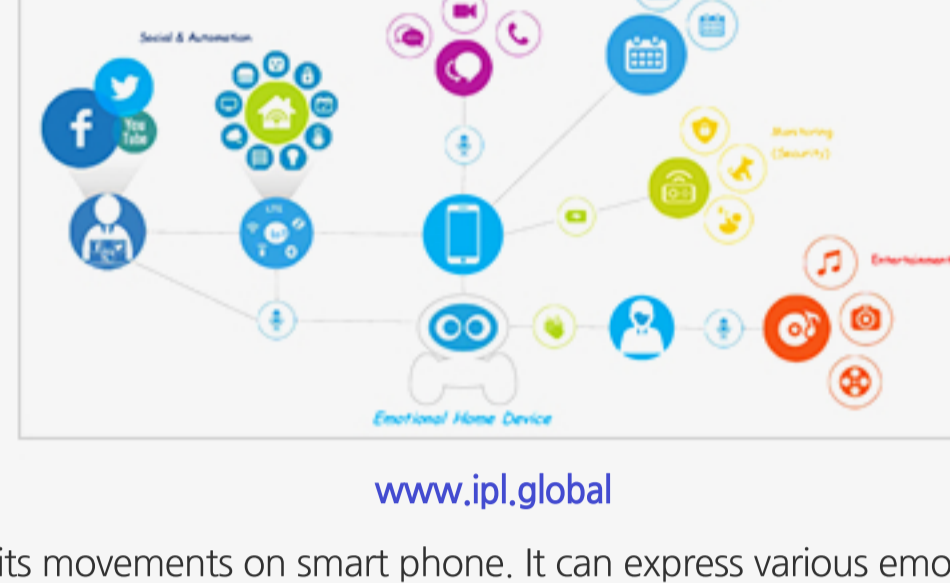 Social & Automation
f
You
Tube
LTE
IoT
Monitoring
(Security)
Entertainment
Emotional Home Device
www.ipl.global
its movements on smart phone. It can express various emo